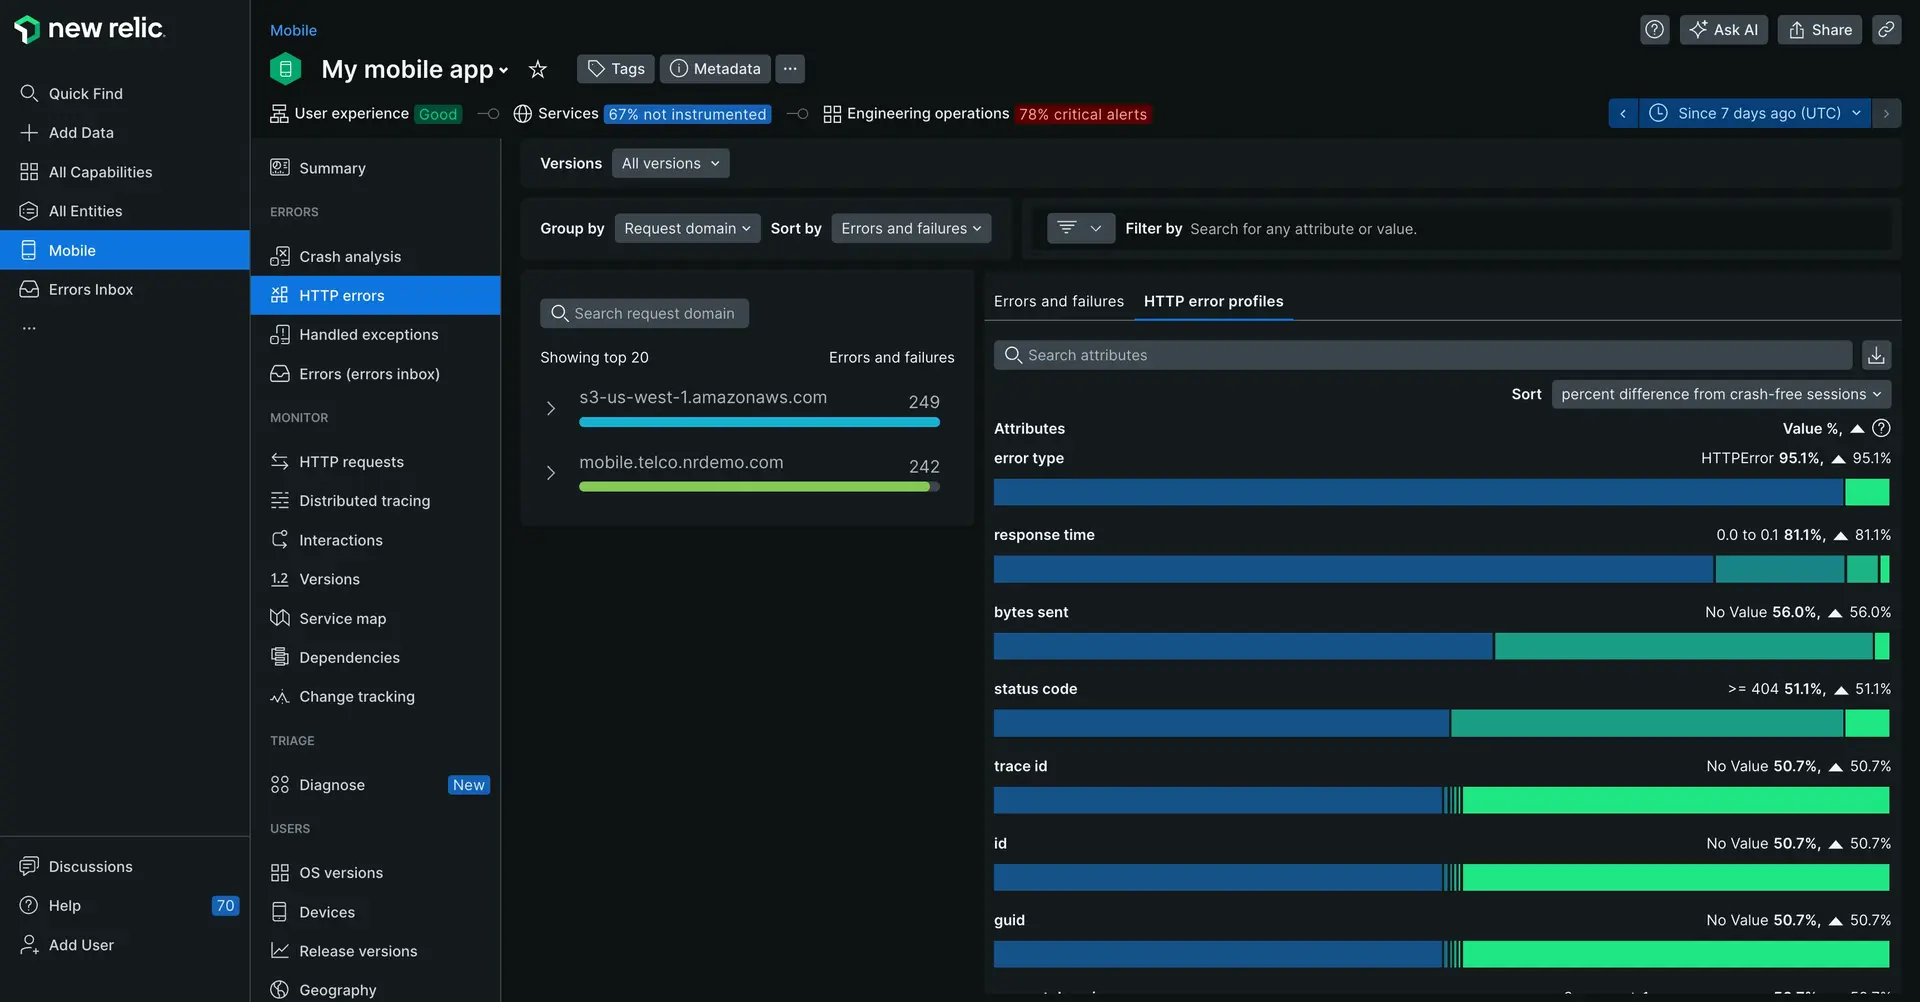 new relic.
Quick Find
Add Data
All Capabilities
All Entities
Mobile
Errors Inbox
...
Discussions
Help 70
Add User
Mobile
My mobile app
Tags
Metadata
...
Ask AI
Share
User experience Good
Services 67% not instrumented
Engineering operations 78% critical alerts
Since 7 days ago (UTC)
Summary
ERRORS
Crash analysis
HTTP errors
Handled exceptions
Errors (errors inbox)
MONITOR
HTTP requests
Distributed tracing
Interactions
1.2 Versions
Service map
Dependencies
Change tracking
TRIAGE
Diagnose New
USERS
OS versions
Devices
Release versions
Geography
Versions All versions
Group by Request domain Sort by Errors and failures
Filter by Search for any attribute or value.
Search request domain
Showing top 20 Errors and failures
s3-us-west-1.amazonaws.com 249
mobile.telco.nrdemo.com 242
Errors and failures HTTP error profiles
Search attributes
Sort percent difference from crash-free sessions
Attributes Value %, ▲ ?
error type HTTPError 95.1%, ▲ 95.1%
response time 0.0 to 0.1 81.1%, ▲ 81.1%
bytes sent No Value 56.0%, ▲ 56.0%
status code >= 404 51.1%, ▲ 51.1%
trace id No Value 50.7%, ▲ 50.7%
id No Value 50.7%, ▲ 50.7%
guid No Value 50.7%, ▲ 50.7%